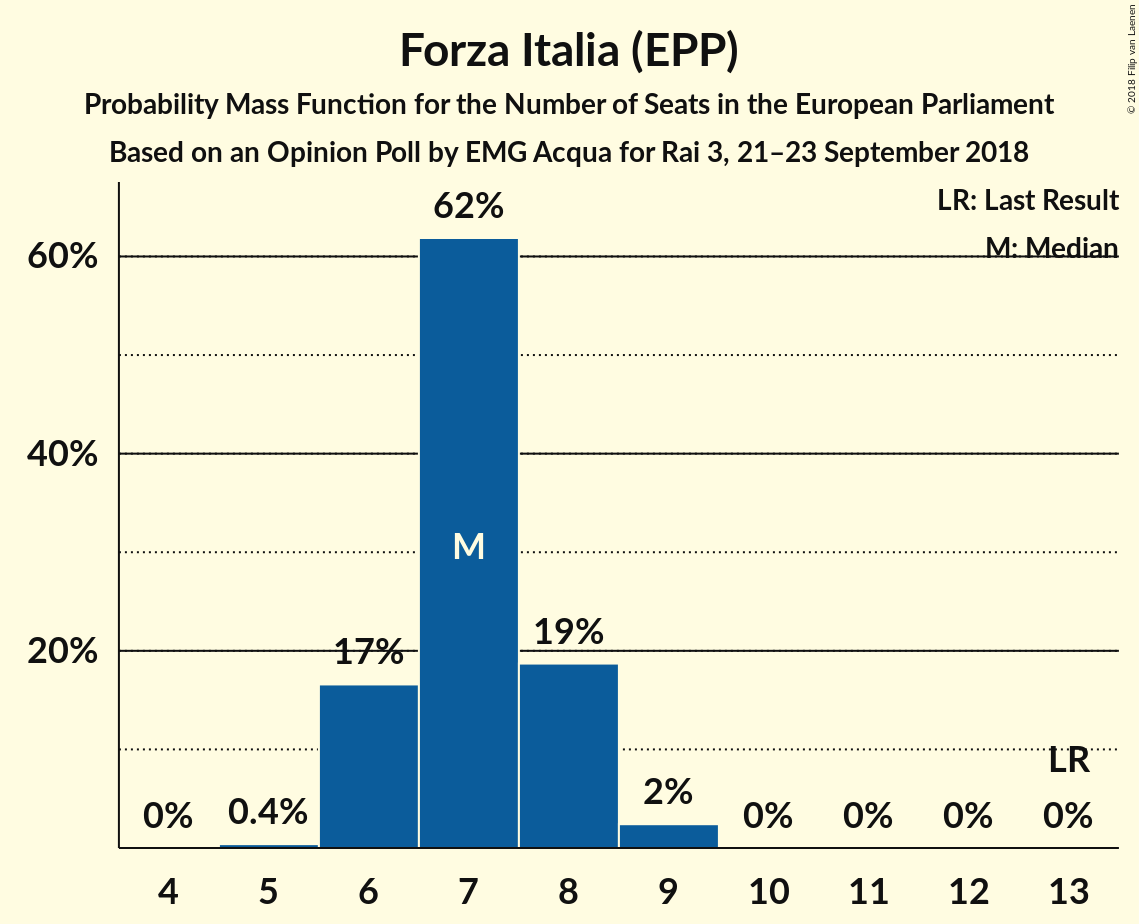 Forza Italia (EPP)
Probability Mass Function for the Number of Seats in the European Parliament
Based on an Opinion Poll by EMG Acqua for Rai 3, 21–23 September 2018
© 2018 Filip van Laenen
LR: Last Result
M: Median
60%
40%
20%
0%
0.4%
17%
62%
M
19%
2%
0%
0%
0%
LR
0%
4 5 6 7 8 9 10 11 12 13